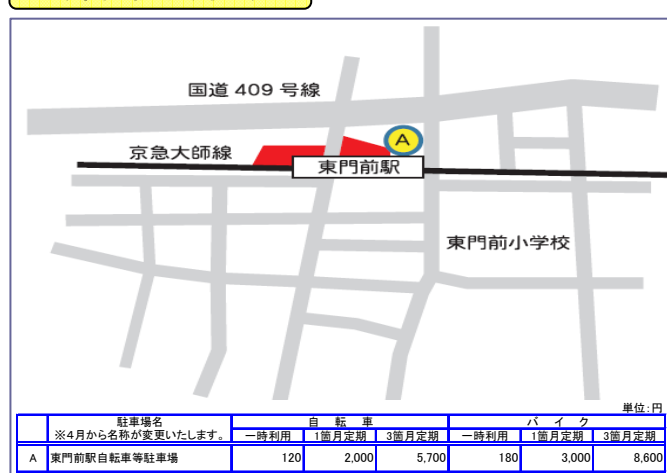 国道 409 号線
A
京急大師線
東門前駅
東門前小学校
単位:円
駐車場名 自 転 車 バ イ ク
※4月から名称が変更いたします。 一時利用 1箇月定期 3箇月定期 一時利用 1箇月定期 3箇月定期
A 東門前駅自転車等駐車場 120 2,000 5,700 180 3,000 8,600